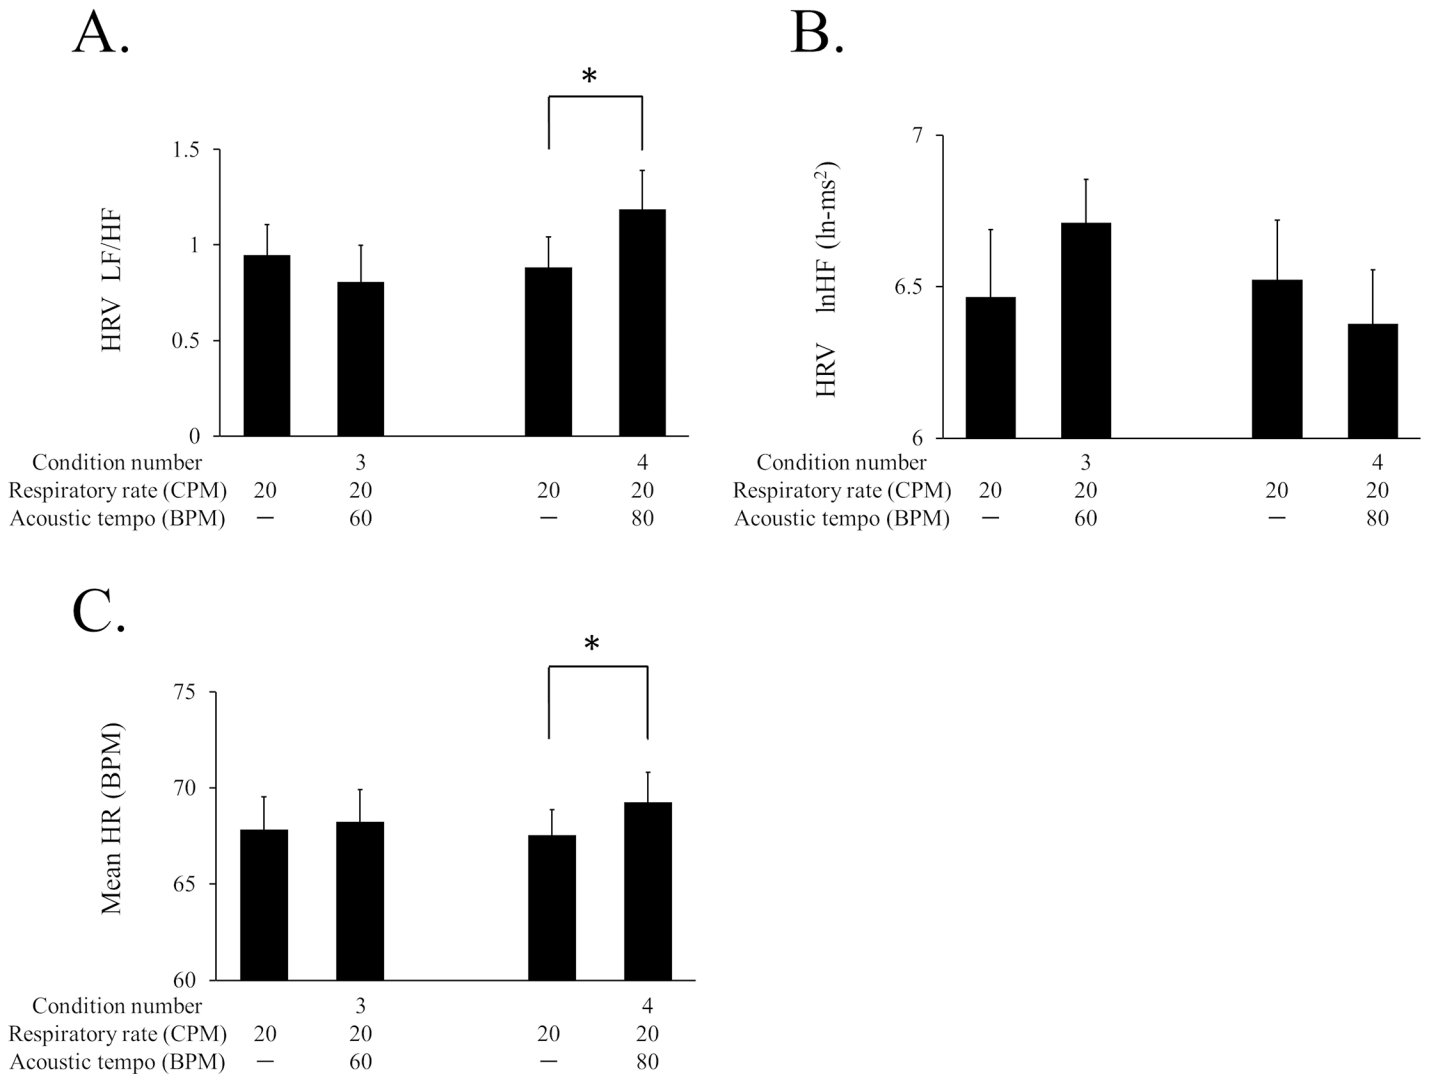 A.
*
1.5
1
0.5
0
HRV LF/HF
Condition number 3 4
Respiratory rate (CPM) 20 20 20 20
Acoustic tempo (BPM) — 60 — 80
B.
7
6.5
6
HRV lnHF (ln-ms²)
Condition number 3 4
Respiratory rate (CPM) 20 20 20 20
Acoustic tempo (BPM) — 60 — 80
C.
*
75
70
65
60
Mean HR (BPM)
Condition number 3 4
Respiratory rate (CPM) 20 20 20 20
Acoustic tempo (BPM) — 60 — 80